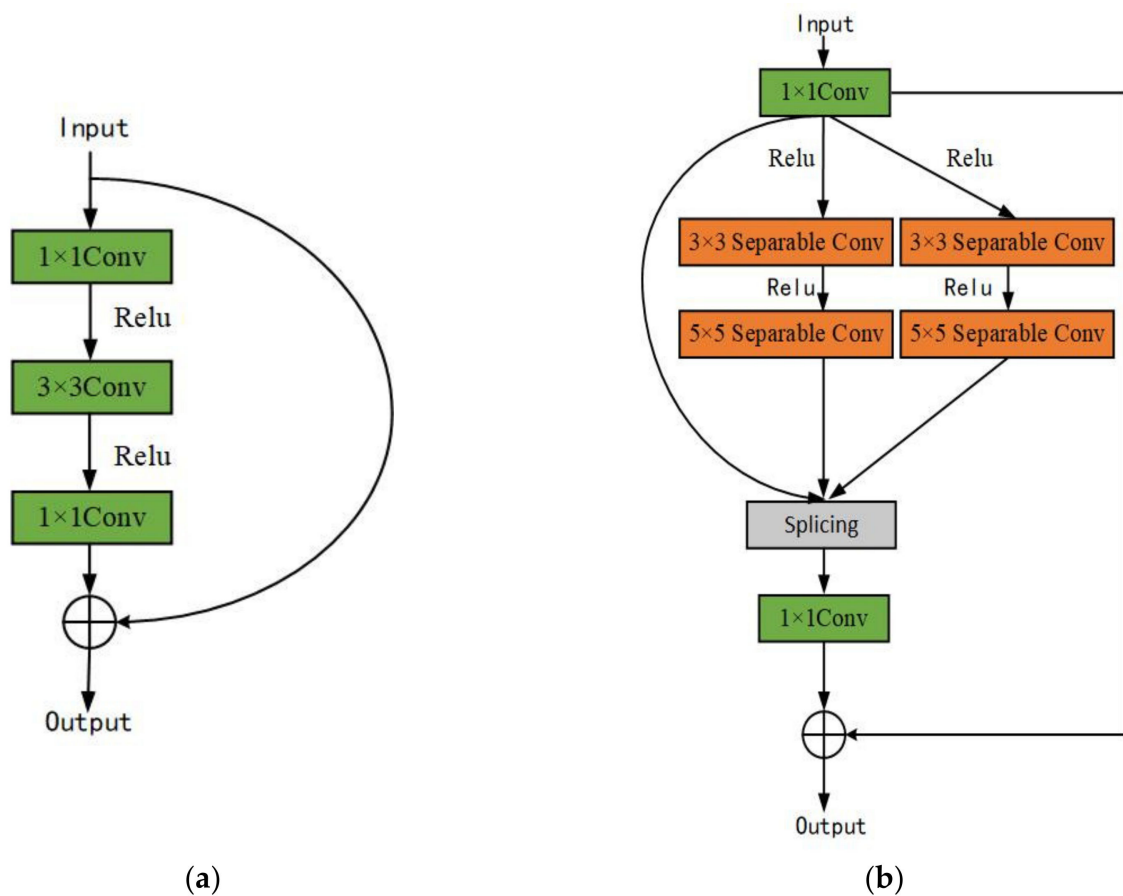 Input
1×1Conv
Relu
3×3Conv
Relu
1×1Conv
Output
(a)
Input
1×1Conv
Relu Relu
3×3 Separable Conv 3×3 Separable Conv
Relu Relu
5×5 Separable Conv 5×5 Separable Conv
Splicing
1×1Conv
Output
(b)